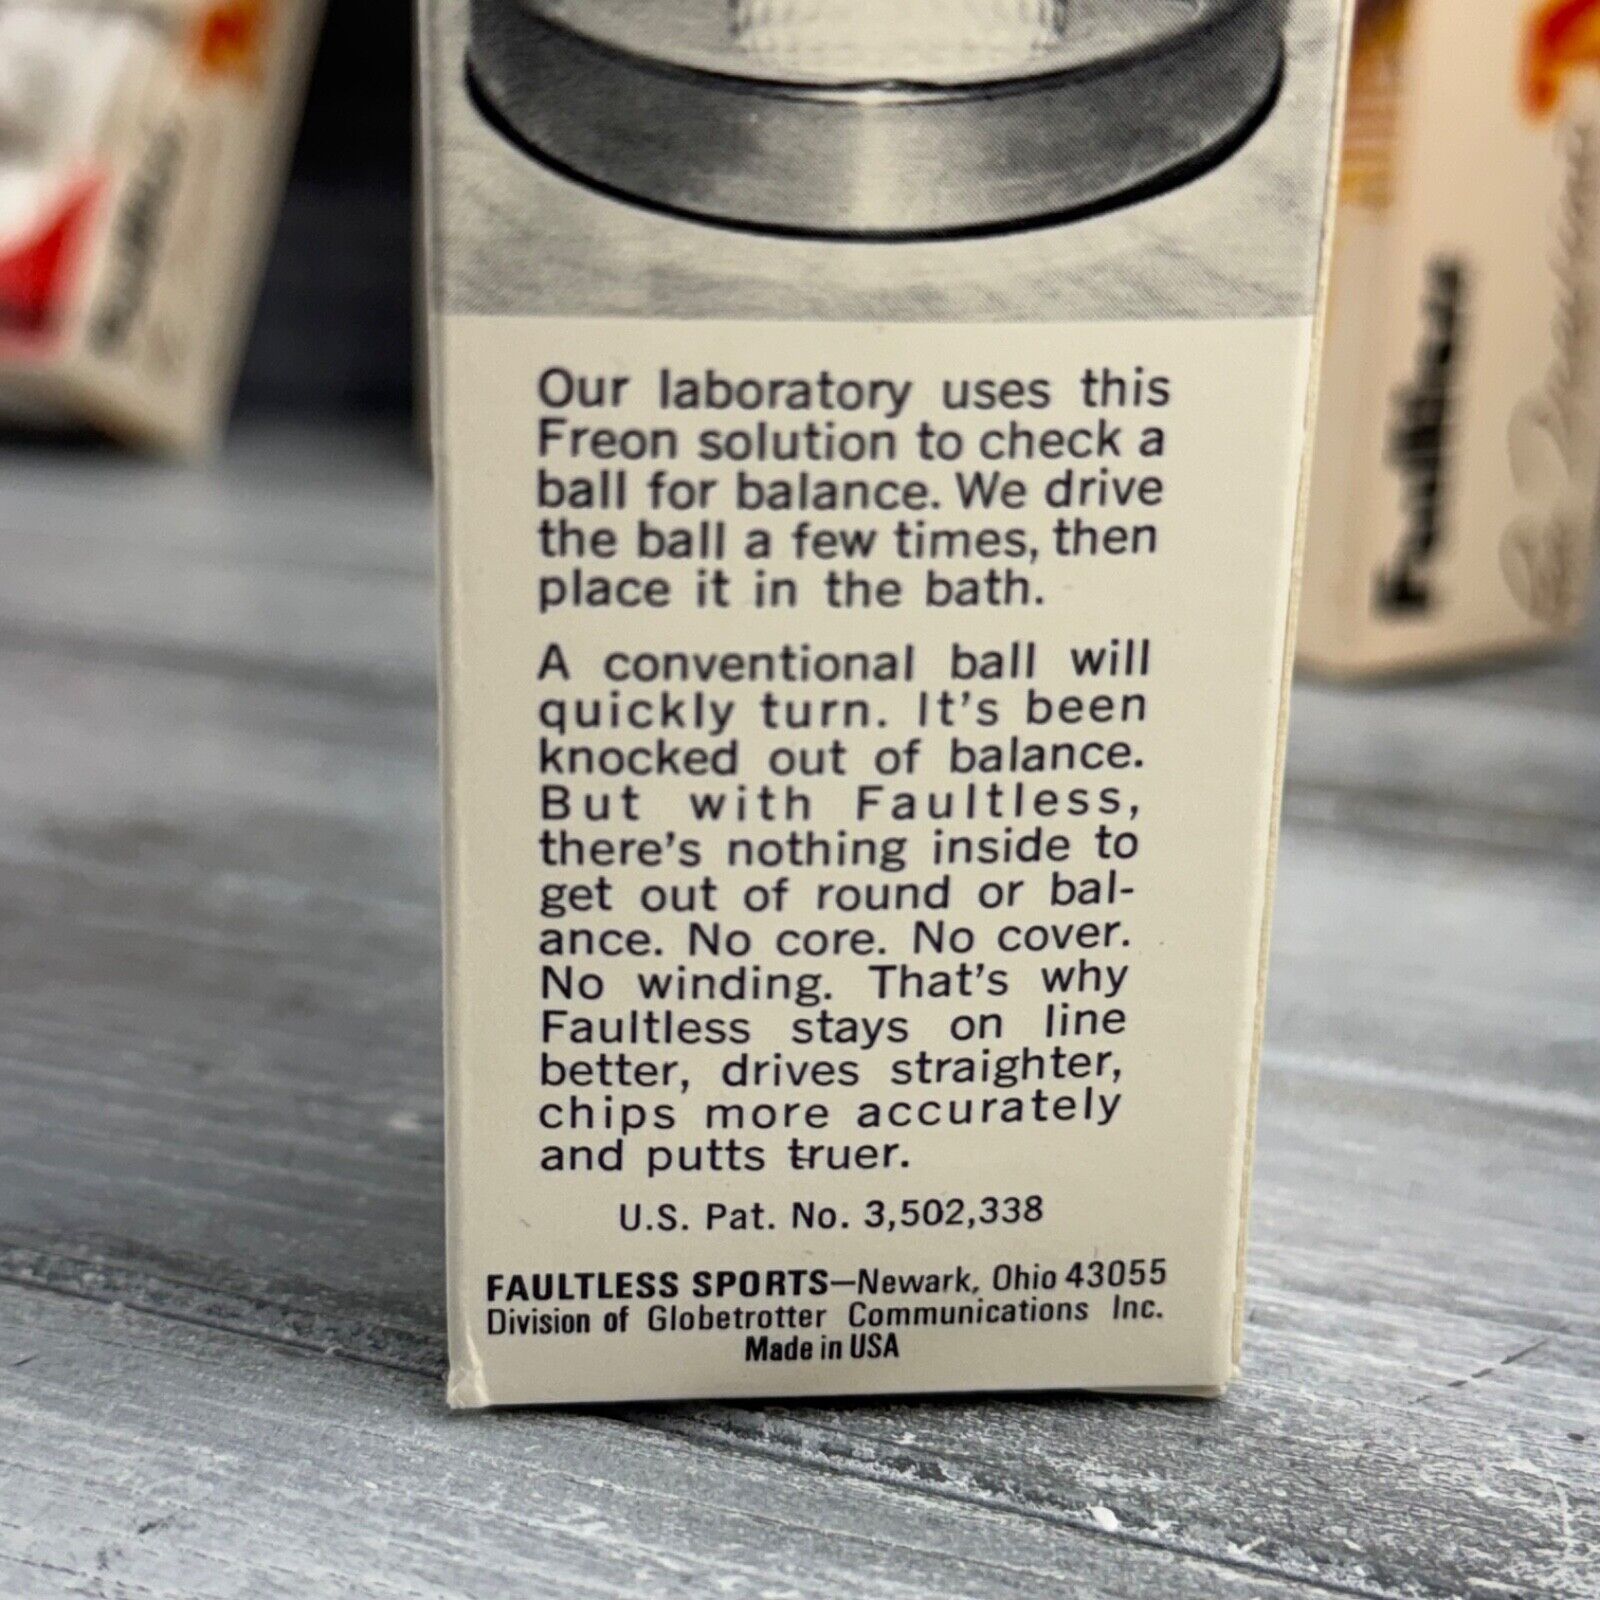 Our laboratory uses this
Freon solution to check a
ball for balance. We drive
the ball a few times, then
place it in the bath.
A conventional ball will
quickly turn. It's been
knocked out of balance.
But with Faultless,
there's nothing inside to
get out of round or bal-
ance. No core. No cover.
No winding. That's why
Faultless stays on line
better, drives straighter,
chips more accurately
and putts truer.
U.S. Pat. No. 3,502,338
FAULTLESS SPORTS—Newark, Ohio 43055
Division of Globetrotter Communications Inc.
Made in USA
Faultless